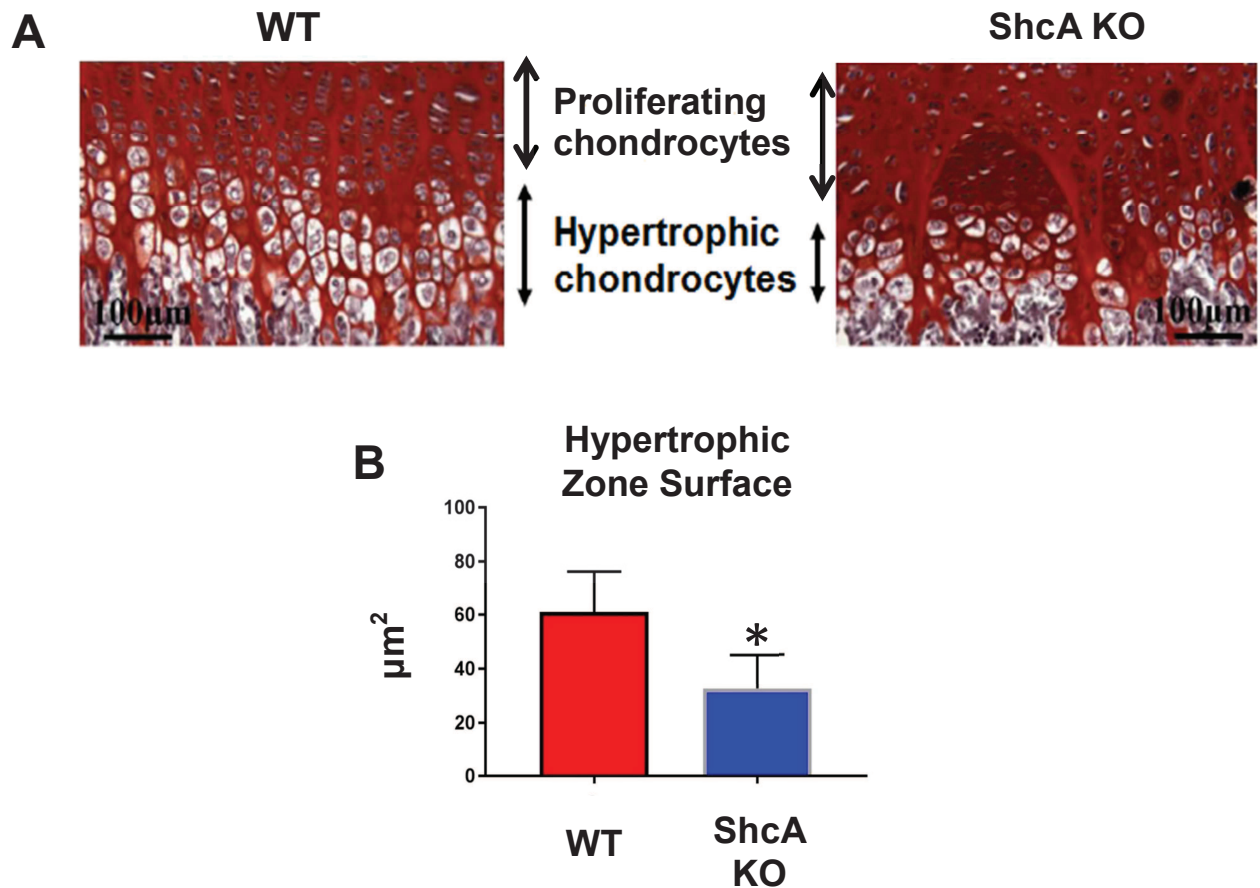 A
WT
ShcA KO
Proliferating
chondrocytes
Hypertrophic
chondrocytes
100µm
100µm
B
Hypertrophic
Zone Surface
100
80
60
40
20
0
µm²
*
WT
ShcA
KO